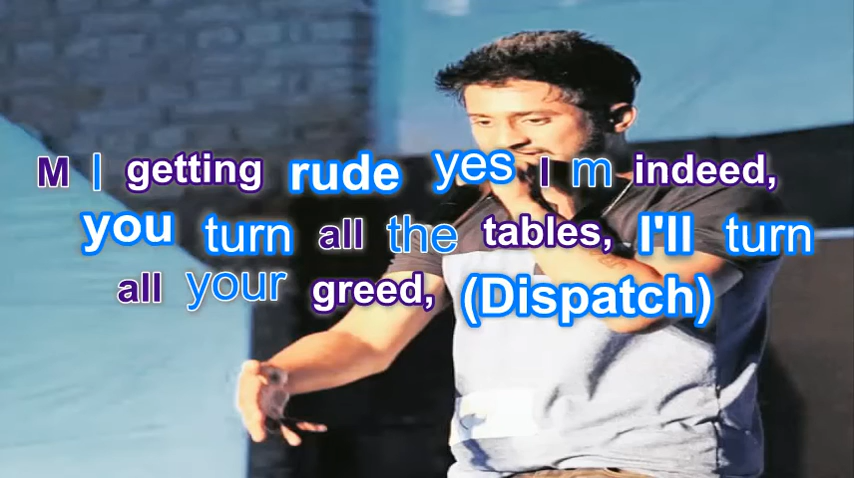 M I getting rude yes I m indeed,
you turn all the tables, I'll turn
all your greed, (Dispatch)